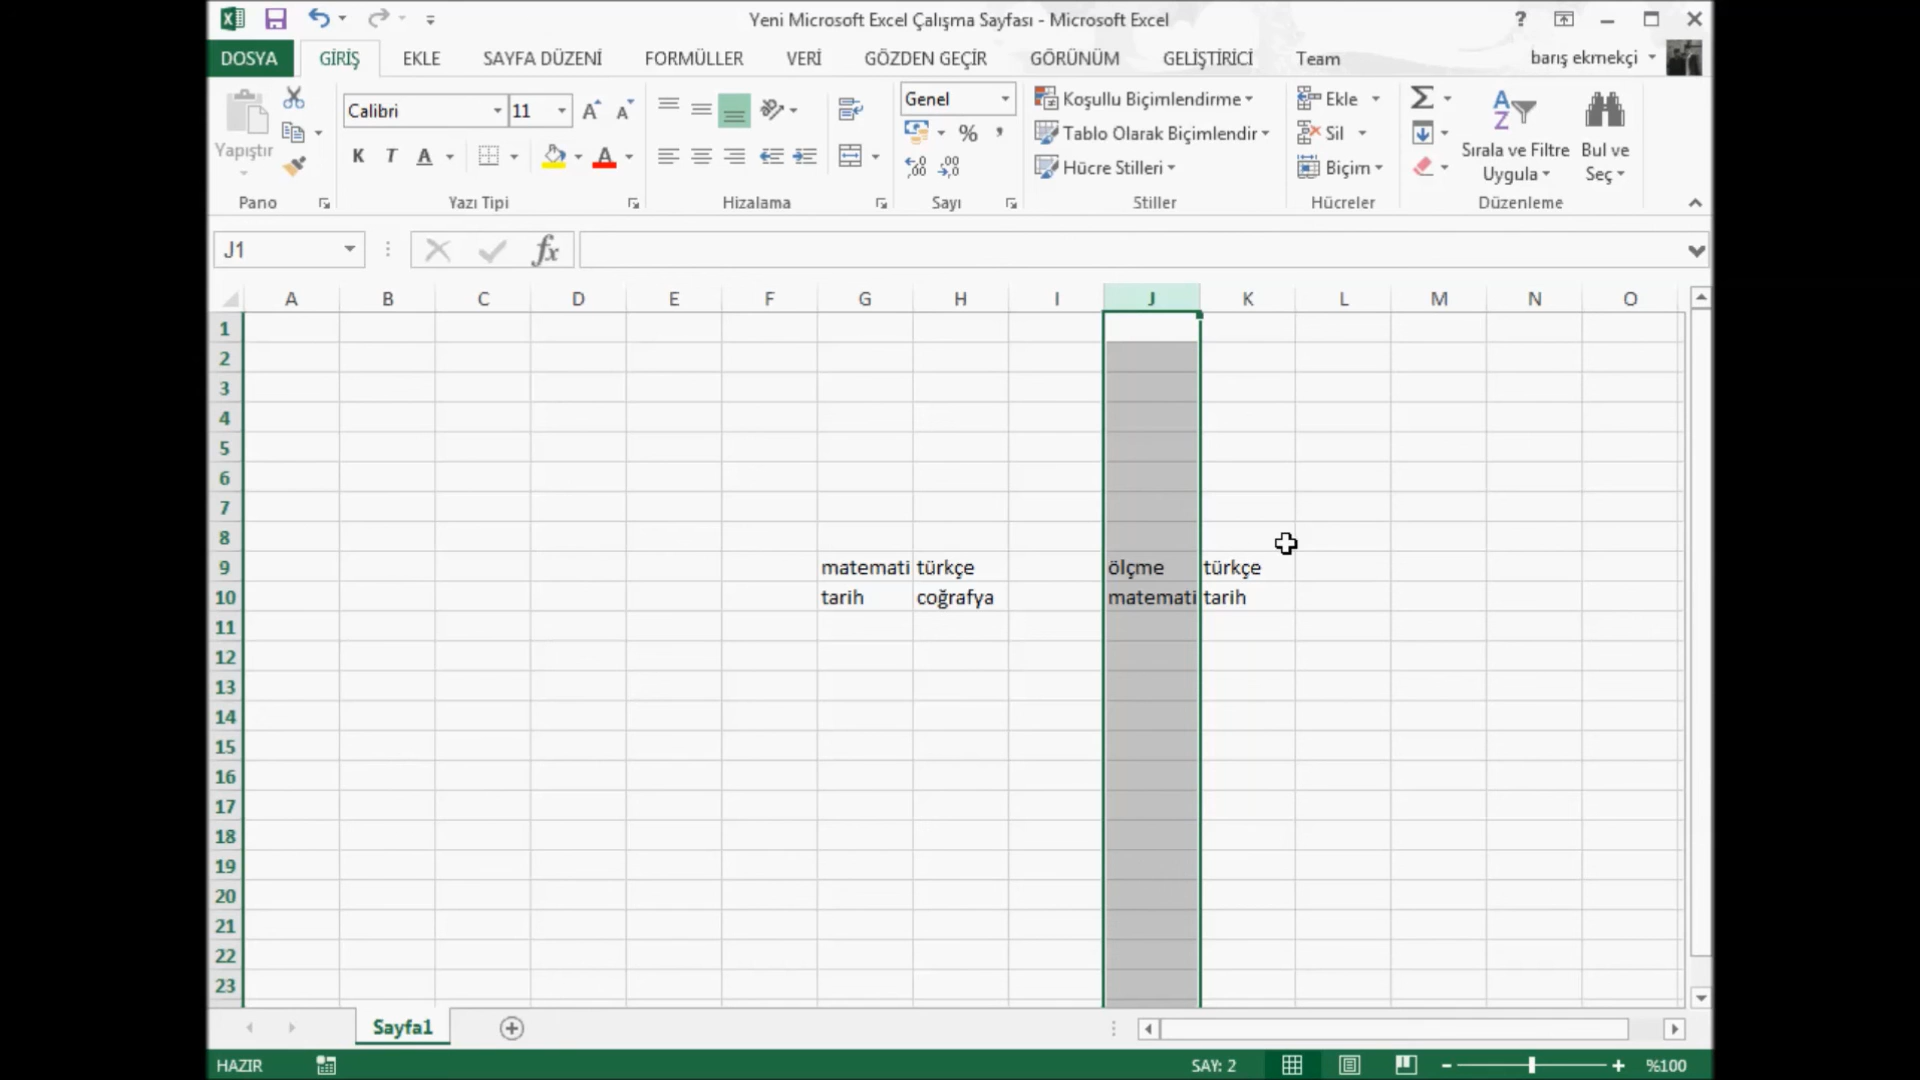 Yeni Microsoft Excel Çalışma Sayfası - Microsoft Excel
?
DOSYA GİRİŞ EKLE SAYFA DÜZENİ FORMÜLLER VERİ GÖZDEN GEÇİR GÖRÜNÜM GELİŞTİRİCİ Team barış ekmekçi
Yapıştır
Pano
Calibri 11
K T A
Yazı Tipi
Hizalama
Genel
%
Sayı
Koşullu Biçimlendirme
Tablo Olarak Biçimlendir
Hücre Stilleri
Stiller
Ekle
Sil
Biçim
Hücreler
Sırala ve Filtre
Uygula
Bul ve
Seç
Düzenleme
J1 fx
A B C D E F G H I J K L M N O
1
2
3
4
5
6
7
8
9 matemati türkçe ölçme türkçe
10 tarih coğrafya matemati tarih
11
12
13
14
15
16
17
18
19
20
21
22
23
Sayfa1
HAZIR SAY: 2 %100